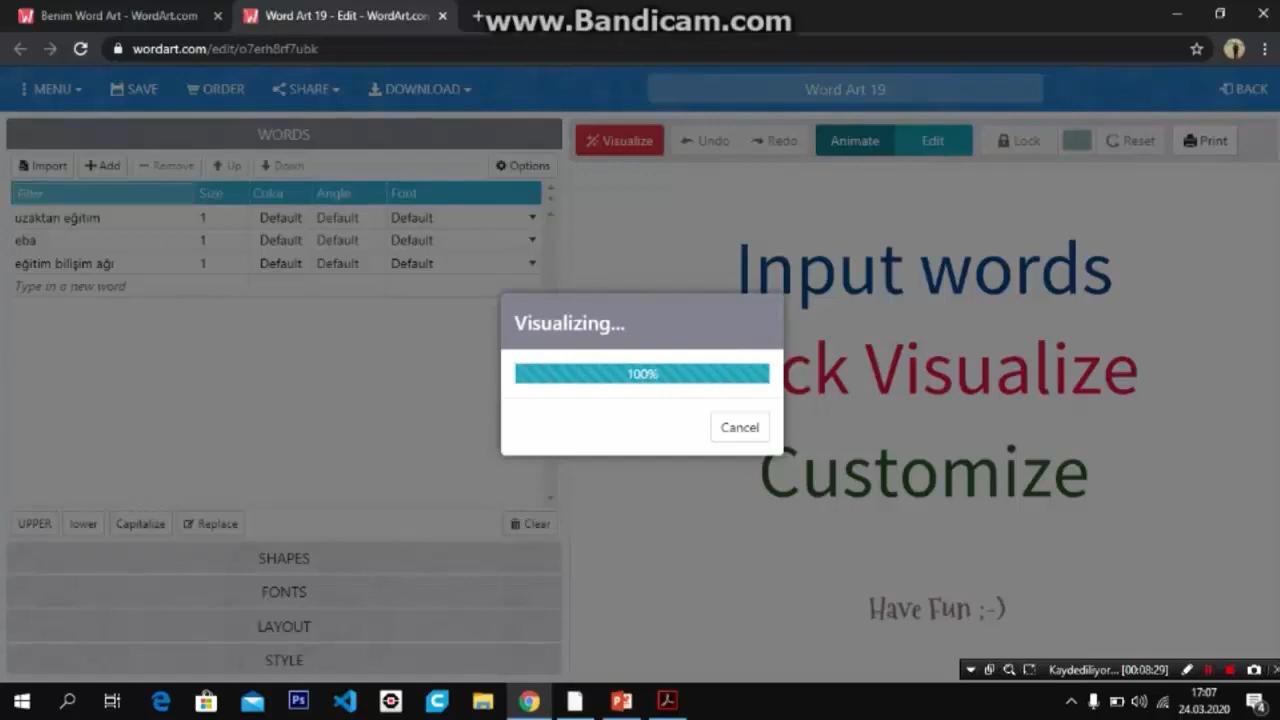 Benim Word Art - WordArt.com
Word Art 19 - Edit - WordArt.com
www.Bandicam.com
wordart.com/edit/o7erh8rf7ubk
MENU
SAVE
ORDER
SHARE
DOWNLOAD
Word Art 19
BACK
WORDS
Visualize
Undo
Redo
Animate
Edit
Lock
Reset
Print
Import
Add
Remove
Up
Down
Options
Filter Size Color Angle Font
uzaktan eğitim 1 Default Default Default
eba 1 Default Default Default
eğitim bilişim ağı 1 Default Default Default
Type in a new word
Input words
ck Visualize
Customize
Have Fun ;-)
Visualizing...
100%
Cancel
UPPER
lower
Capitalize
Replace
Clear
SHAPES
FONTS
LAYOUT
STYLE
Kaydediliyor... [00:08:29]
Ps
17:07
24.03.2020
4